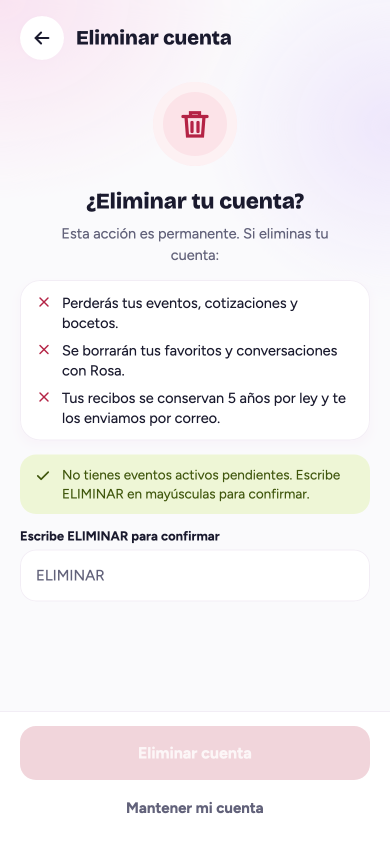 Eliminar cuenta
¿Eliminar tu cuenta?
Esta acción es permanente. Si eliminas tu
cuenta:
Perderás tus eventos, cotizaciones y
bocetos.
Se borrarán tus favoritos y conversaciones
con Rosa.
Tus recibos se conservan 5 años por ley y te
los enviamos por correo.
No tienes eventos activos pendientes. Escribe
ELIMINAR en mayúsculas para confirmar.
Escribe ELIMINAR para confirmar
ELIMINAR
Eliminar cuenta
Mantener mi cuenta